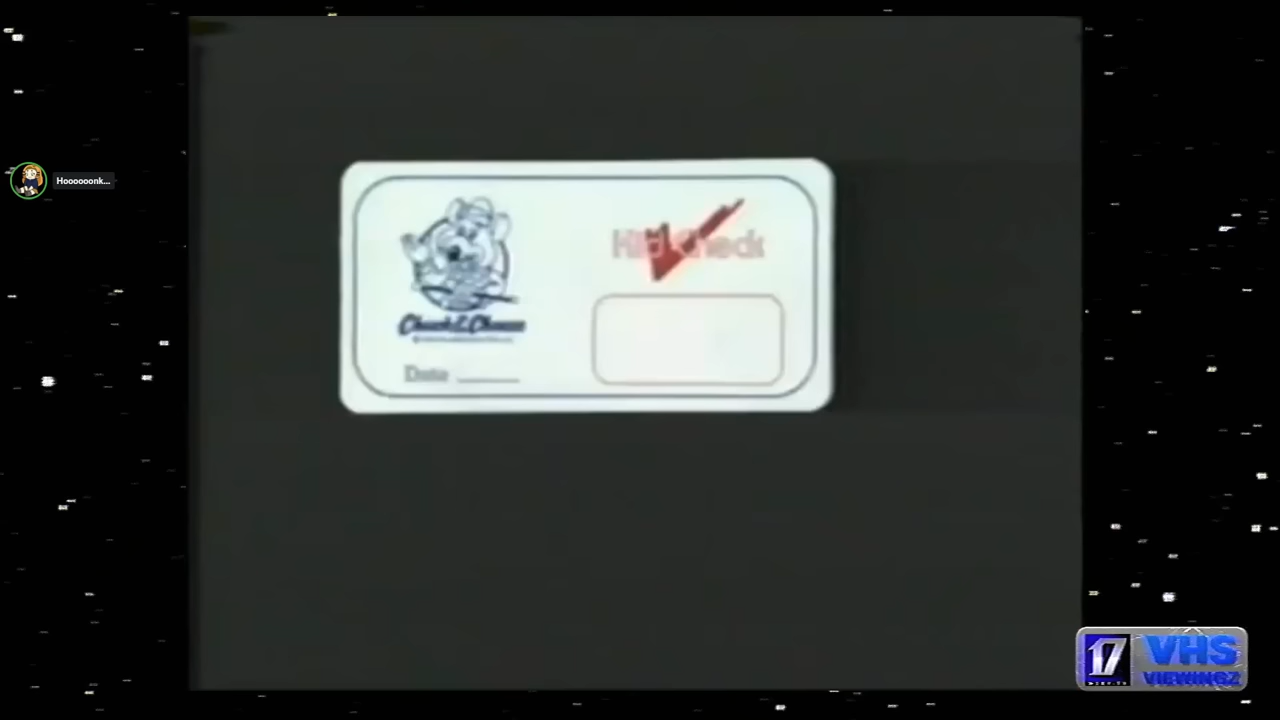 Hoooooonk...
Kid Check
Chuck E. Cheese
Date
17
VHS
VIEWINGZ